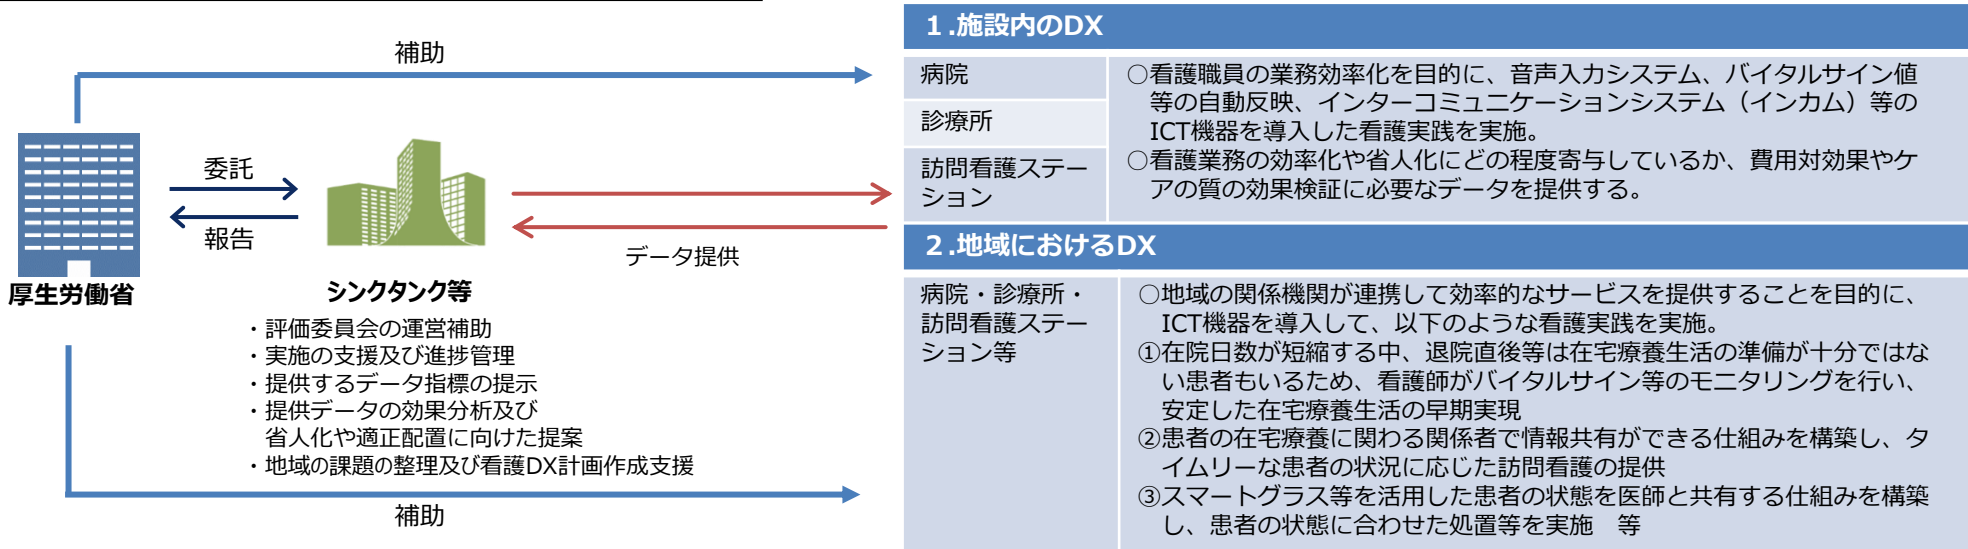 補助
委託
報告
データ提供
厚生労働省
シンクタンク等
・評価委員会の運営補助
・実施の支援及び進捗管理
・提供するデータ指標の提示
・提供データの効果分析及び
省人化や適正配置に向けた提案
・地域の課題の整理及び看護DX計画作成支援
補助
１.施設内のDX
病院
診療所
訪問看護ステー
ション
○看護職員の業務効率化を目的に、音声入力システム、バイタルサイン値
等の自動反映、インターコミュニケーションシステム（インカム）等の
ICT機器を導入した看護実践を実施。
○看護業務の効率化や省人化にどの程度寄与しているか、費用対効果やケ
アの質の効果検証に必要なデータを提供する。
２.地域におけるDX
病院・診療所・
訪問看護ステー
ション等
○地域の関係機関が連携して効率的なサービスを提供することを目的に、
ICT機器を導入して、以下のような看護実践を実施。
①在院日数が短縮する中、退院直後等は在宅療養生活の準備が十分ではな
い患者もいるため、看護師がバイタルサイン等のモニタリングを行い、
安定した在宅療養生活の早期実現
②患者の在宅療養に関わる関係者で情報共有ができる仕組みを構築し、タ
イムリーな患者の状況に応じた訪問看護の提供
③スマートグラス等を活用した患者の状態を医師と共有する仕組みを構築
し、患者の状態に合わせた処置等を実施　等